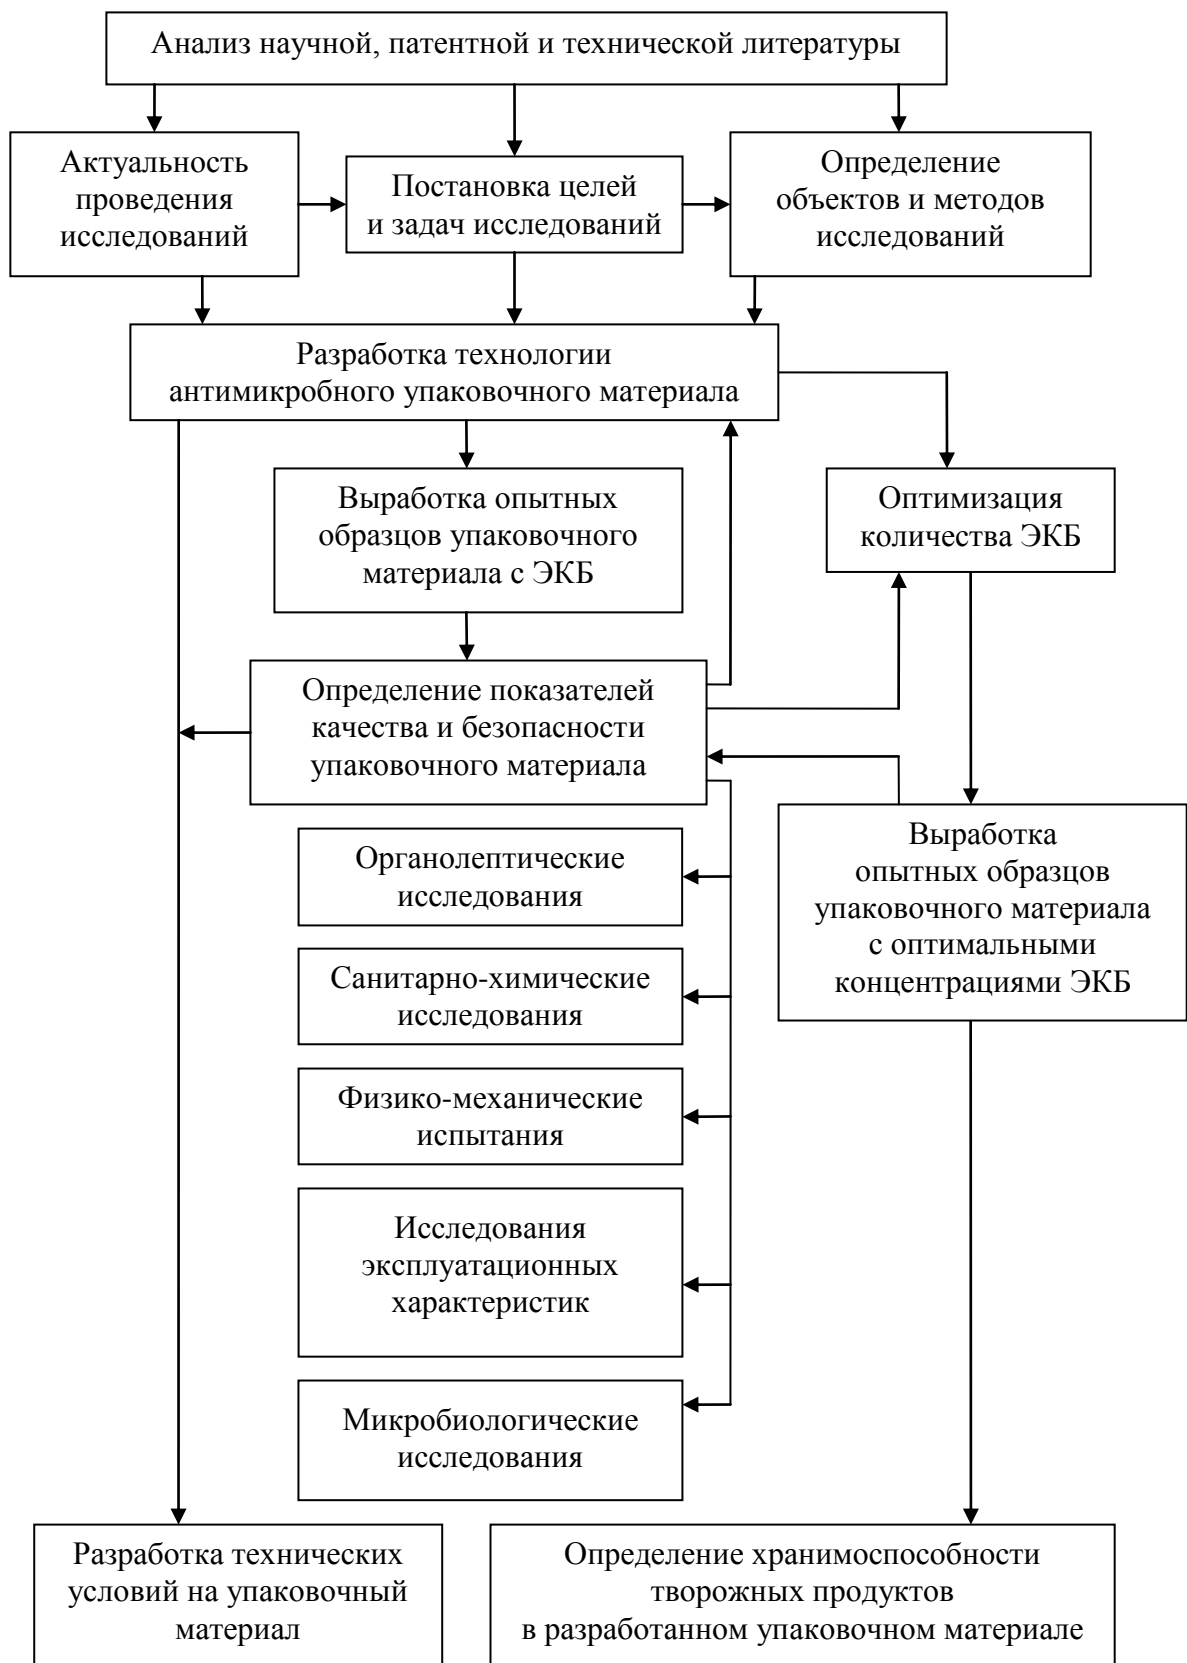 Анализ научной, патентной и технической литературы
Актуальность
проведения
исследований
Постановка целей
и задач исследований
Определение
объектов и методов
исследований
Разработка технологии
антимикробного упаковочного материала
Выработка опытных
образцов упаковочного
материала с ЭКБ
Оптимизация
количества ЭКБ
Определение показателей
качества и безопасности
упаковочного материала
Выработка
опытных образцов
упаковочного материала
с оптимальными
концентрациями ЭКБ
Органолептические
исследования
Санитарно-химические
исследования
Физико-механические
испытания
Исследования
эксплуатационных
характеристик
Микробиологические
исследования
Разработка технических
условий на упаковочный
материал
Определение хранимоспособности
творожных продуктов
в разработанном упаковочном материале